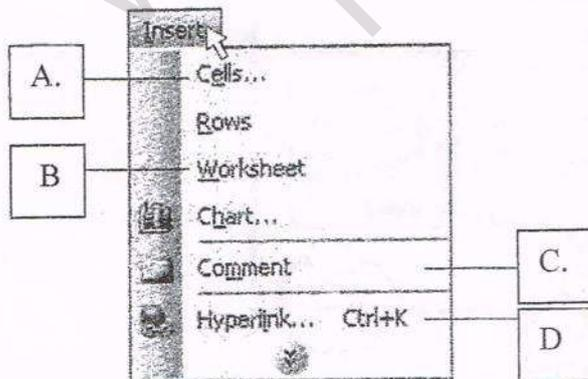 Insert
A. Cells...
Rows
B Worksheet
Chart...
Comment C.
Hyperlink... Ctrl+K D